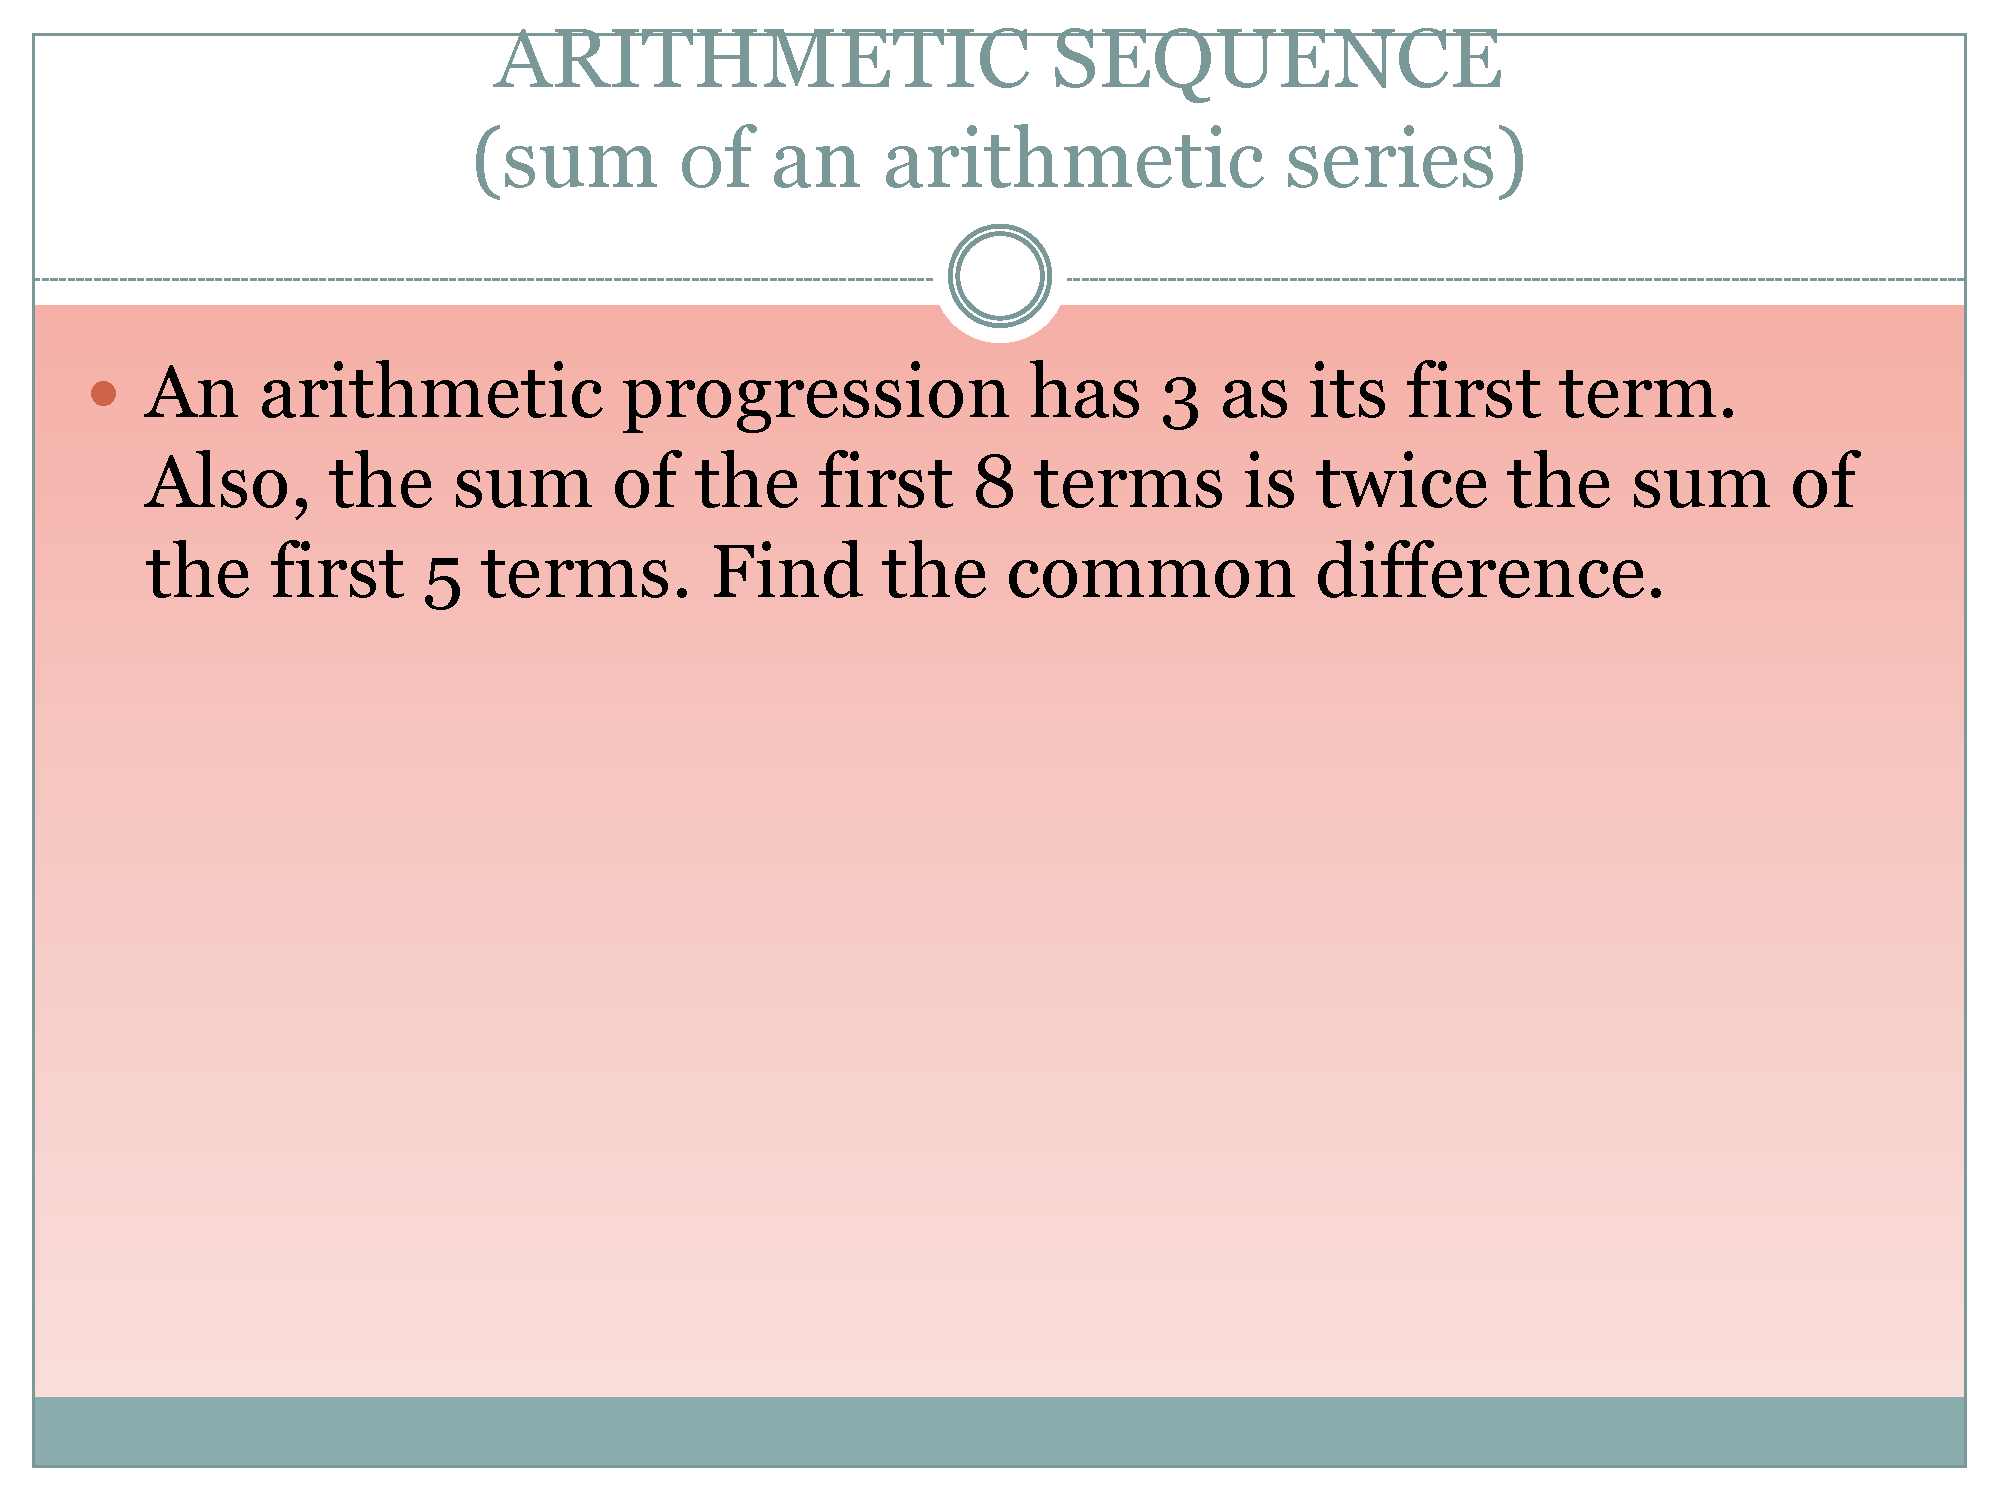 ARITHMETIC SEQUENCE
(sum of an arithmetic series)
• An arithmetic progression has 3 as its first term.
Also, the sum of the first 8 terms is twice the sum of
the first 5 terms. Find the common difference.